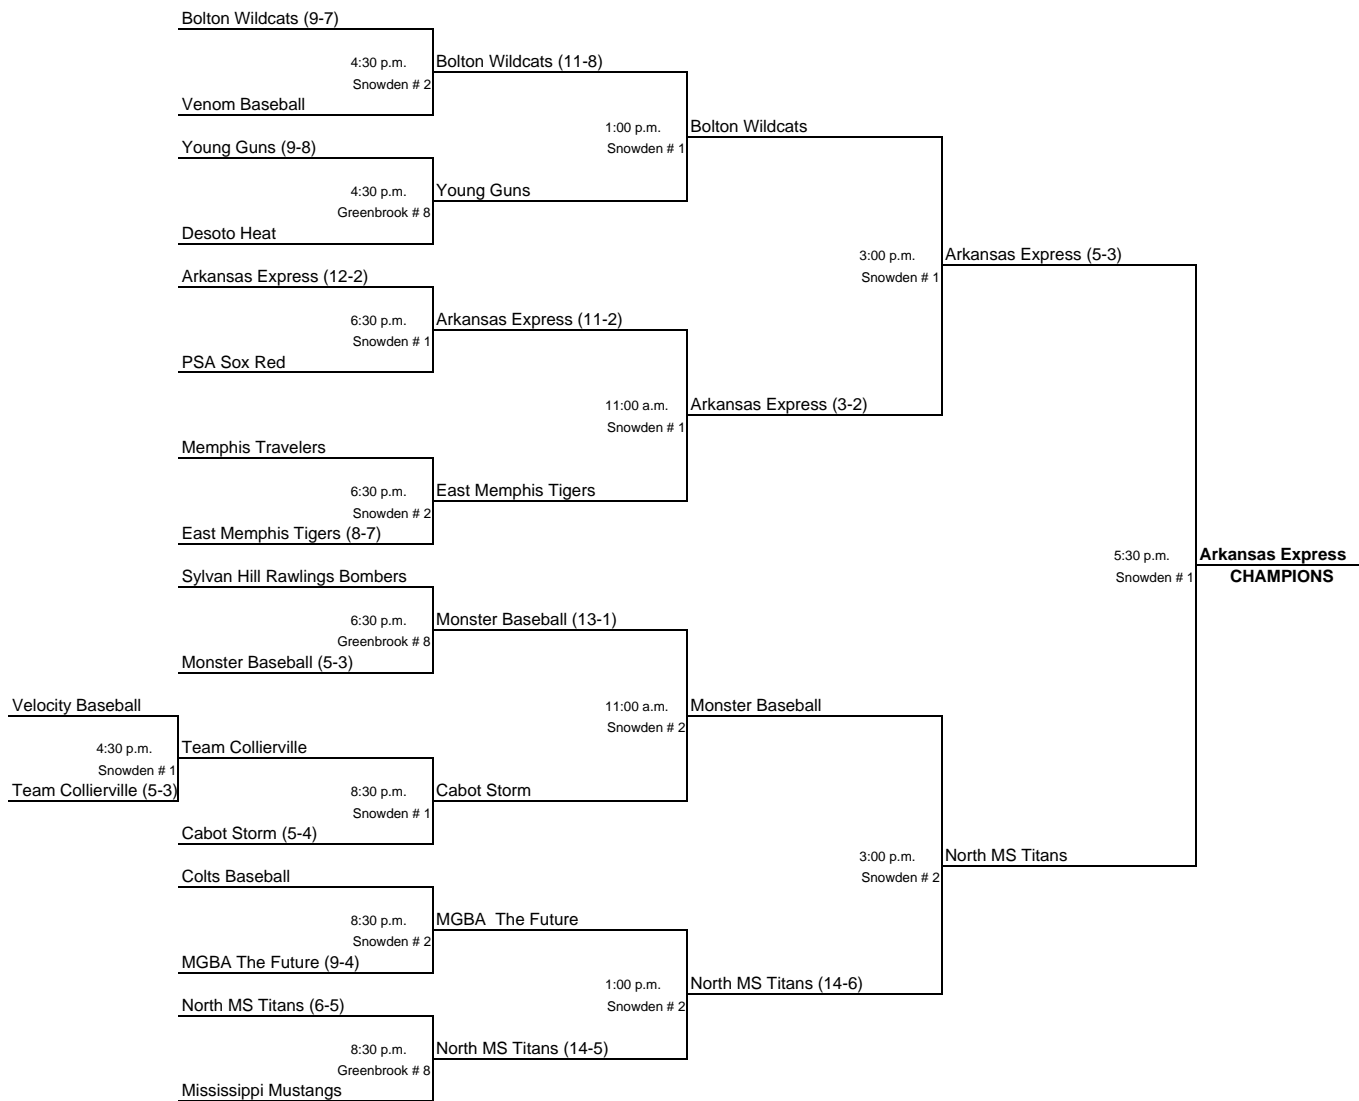 Bolton Wildcats (9-7)
4:30 p.m.
Bolton Wildcats (11-8)
Snowden # 2
Venom Baseball
1:00 p.m.
Bolton Wildcats
Snowden # 1
Young Guns (9-8)
4:30 p.m.
Young Guns
Greenbrook # 8
Desoto Heat
3:00 p.m.
Arkansas Express (5-3)
Snowden # 1
Arkansas Express (12-2)
6:30 p.m.
Arkansas Express (11-2)
Snowden # 1
PSA Sox Red
11:00 a.m.
Arkansas Express (3-2)
Snowden # 1
Memphis Travelers
6:30 p.m.
East Memphis Tigers
Snowden # 2
East Memphis Tigers (8-7)
5:30 p.m.
Arkansas Express
Snowden # 1
CHAMPIONS
Sylvan Hill Rawlings Bombers
6:30 p.m.
Monster Baseball (13-1)
Greenbrook # 8
Monster Baseball (5-3)
Velocity Baseball
11:00 a.m.
Monster Baseball
Snowden # 2
4:30 p.m.
Team Collierville
Snowden # 1
Team Collierville (5-3)
8:30 p.m.
Cabot Storm
Snowden # 1
Cabot Storm (5-4)
3:00 p.m.
North MS Titans
Snowden # 2
Colts Baseball
8:30 p.m.
MGBA  The Future
Snowden # 2
MGBA The Future (9-4)
1:00 p.m.
North MS Titans (14-6)
Snowden # 2
North MS Titans (6-5)
8:30 p.m.
North MS Titans (14-5)
Greenbrook # 8
Mississippi Mustangs